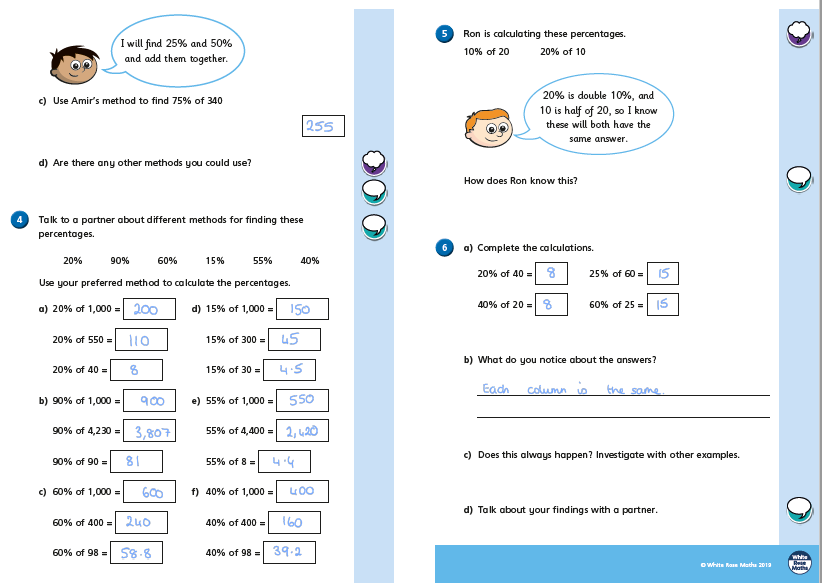 I will find 25% and 50%
and add them together.
c) Use Amir's method to find 75% of 340
255
d) Are there any other methods you could use?
4 Talk to a partner about different methods for finding these
percentages.
20% 90% 60% 15% 55% 40%
Use your preferred method to calculate the percentages.
a) 20% of 1,000 = 200 d) 15% of 1,000 = 150
20% of 550 = 110 15% of 300 = 45
20% of 40 = 8 15% of 30 = 4.5
b) 90% of 1,000 = 900 e) 55% of 1,000 = 550
90% of 4,230 = 3,807 55% of 4,400 = 2,420
90% of 90 = 81 55% of 8 = 4.4
c) 60% of 1,000 = 600 f) 40% of 1,000 = 400
60% of 400 = 240 40% of 400 = 160
60% of 98 = 58.8 40% of 98 = 39.2
5 Ron is calculating these percentages.
10% of 20 20% of 10
20% is double 10%, and
10 is half of 20, so I know
these will both have the
same answer.
How does Ron know this?
6 a) Complete the calculations.
20% of 40 = 8 25% of 60 = 15
40% of 20 = 8 60% of 25 = 15
b) What do you notice about the answers?
Each column is the same.
c) Does this always happen? Investigate with other examples.
d) Talk about your findings with a partner.
© White Rose Maths 2019
White
Rose
Maths